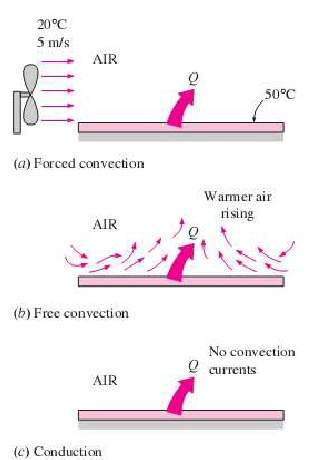 20°C
5 m/s
AIR
Q̇
50°C
(a) Forced convection
Warmer air
rising
AIR
Q̇
(b) Free convection
No convection
currents
Q̇
AIR
(c) Conduction